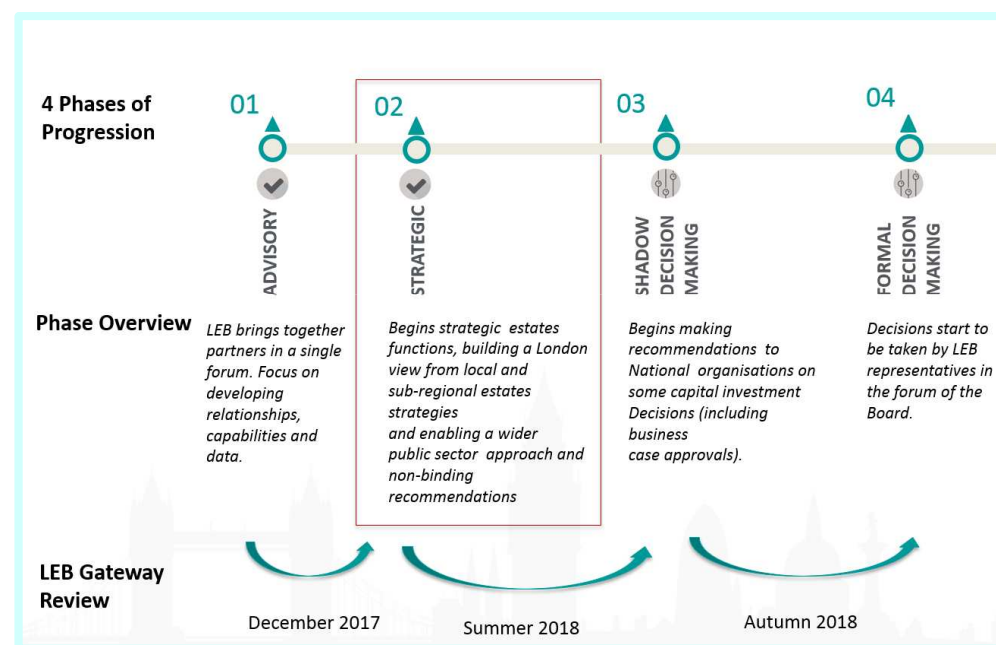 4 Phases of
Progression
01
02
03
04
ADVISORY
STRATEGIC
SHADOW
DECISION
MAKING
FORMAL
DECISION
MAKING
Phase Overview
LEB brings together
partners in a single
forum. Focus on
developing
relationships,
capabilities and
data.
Begins strategic estates
functions, building a London
view from local and
sub-regional estates
strategies
and enabling a wider
public sector approach and
non-binding
recommendations
Begins making
recommendations to
National organisations on
some capital investment
Decisions (including
business
case approvals).
Decisions start to
be taken by LEB
representatives in
the forum of the
Board.
LEB Gateway
Review
December 2017
Summer 2018
Autumn 2018